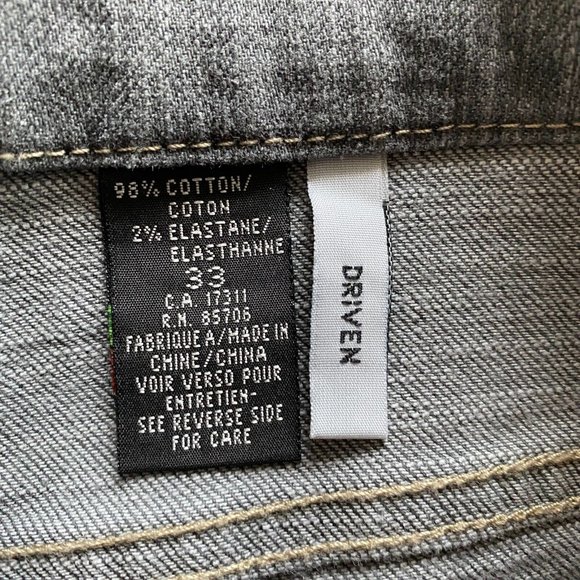 98% COTTON/
COTON
2% ELASTANE/
ELASTHANNE
33
C.A. 17311
R.N. 85706
FABRIQUE A/MADE IN
CHINE/CHINA
VOIR VERSO POUR
ENTRETIEN-
SEE REVERSE SIDE
FOR CARE
DRIVEN